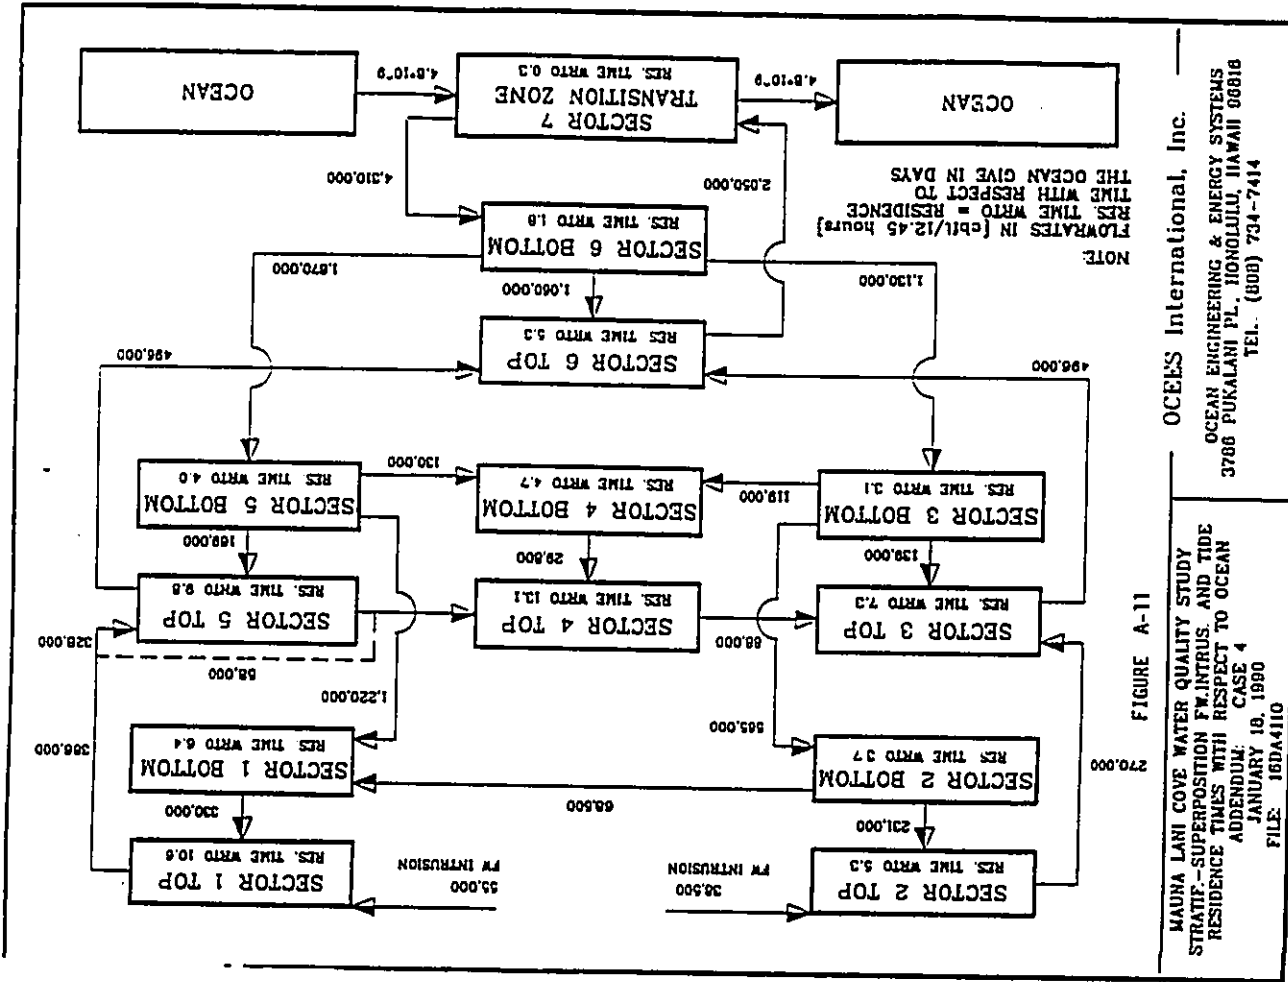 SECTOR 2 TOP
RES. TIME WRTO 5.3
38,500
FW INTRUSION
55,000
FW INTRUSION
SECTOR 1 TOP
RES. TIME WRTO 10.6
231,000
330,000
SECTOR 2 BOTTOM
RES. TIME WRTO 3.7
68,500
SECTOR 1 BOTTOM
RES. TIME WRTO 6.4
270,000
565,000
1,220,000
386,000
58,000
328,000
SECTOR 3 TOP
RES. TIME WRTO 7.3
88,000
SECTOR 4 TOP
RES. TIME WRTO 13.1
SECTOR 5 TOP
RES. TIME WRTO 9.8
139,000
29,800
169,000
SECTOR 3 BOTTOM
RES. TIME WRTO 3.1
119,000
SECTOR 4 BOTTOM
RES. TIME WRTO 4.7
130,000
SECTOR 5 BOTTOM
RES. TIME WRTO 4.0
496,000
SECTOR 6 TOP
RES. TIME WRTO 5.3
496,000
1,130,000
1,060,000
1,870,000
SECTOR 6 BOTTOM
RES. TIME WRTO 1.8
NOTE:
FLOWRATES IN [cbft/12.45 hours]
RES. TIME WRTO = RESIDENCE
TIME WITH RESPECT TO
THE OCEAN GIVE IN DAYS
2,050,000
4,310,000
OCEAN
4.8*10^9
SECTOR 7
TRANSITION ZONE
RES. TIME WRTO 0.3
4.8*10^9
OCEAN
FIGURE A-11
MAUNA LANI COVE WATER QUALITY STUDY
STRATIF.-SUPERPOSITION FW.INTRUS. AND TIDE
RESIDENCE TIMES WITH RESPECT TO OCEAN
ADDENDUM: CASE 4
JANUARY 18, 1990
FILE: 16DA4110
OCEES International, Inc.
OCEAN ENGINEERING & ENERGY SYSTEMS
3786 PUKALANI PL., HONOLULU, HAWAII 96816
TEL. (808) 734-7414